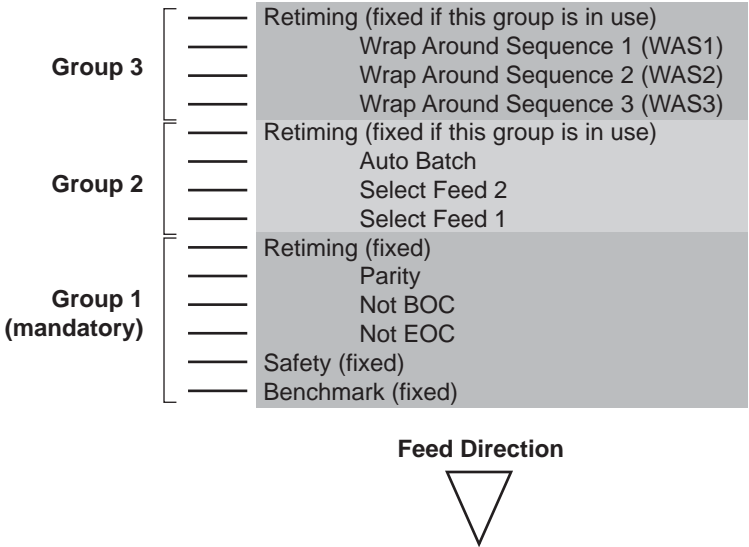 Group 3
Retiming (fixed if this group is in use)
Wrap Around Sequence 1 (WAS1)
Wrap Around Sequence 2 (WAS2)
Wrap Around Sequence 3 (WAS3)
Group 2
Retiming (fixed if this group is in use)
Auto Batch
Select Feed 2
Select Feed 1
Group 1
(mandatory)
Retiming (fixed)
Parity
Not BOC
Not EOC
Safety (fixed)
Benchmark (fixed)
Feed Direction